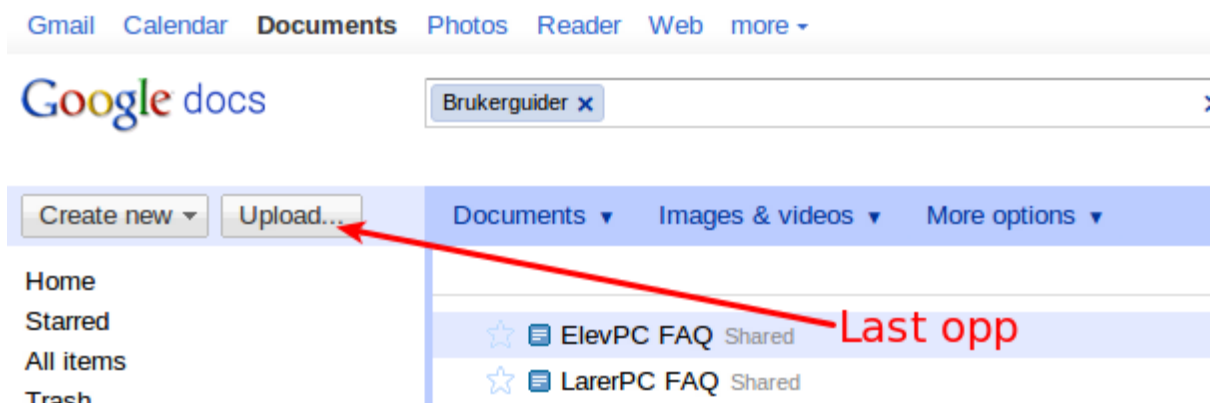 Gmail Calendar Documents Photos Reader Web more
Google docs
Brukerguider x
Create new Upload... Documents Images & videos More options
Home
Starred
All items
Trash
ElevPC FAQ Shared
Last opp
LarerPC FAQ Shared